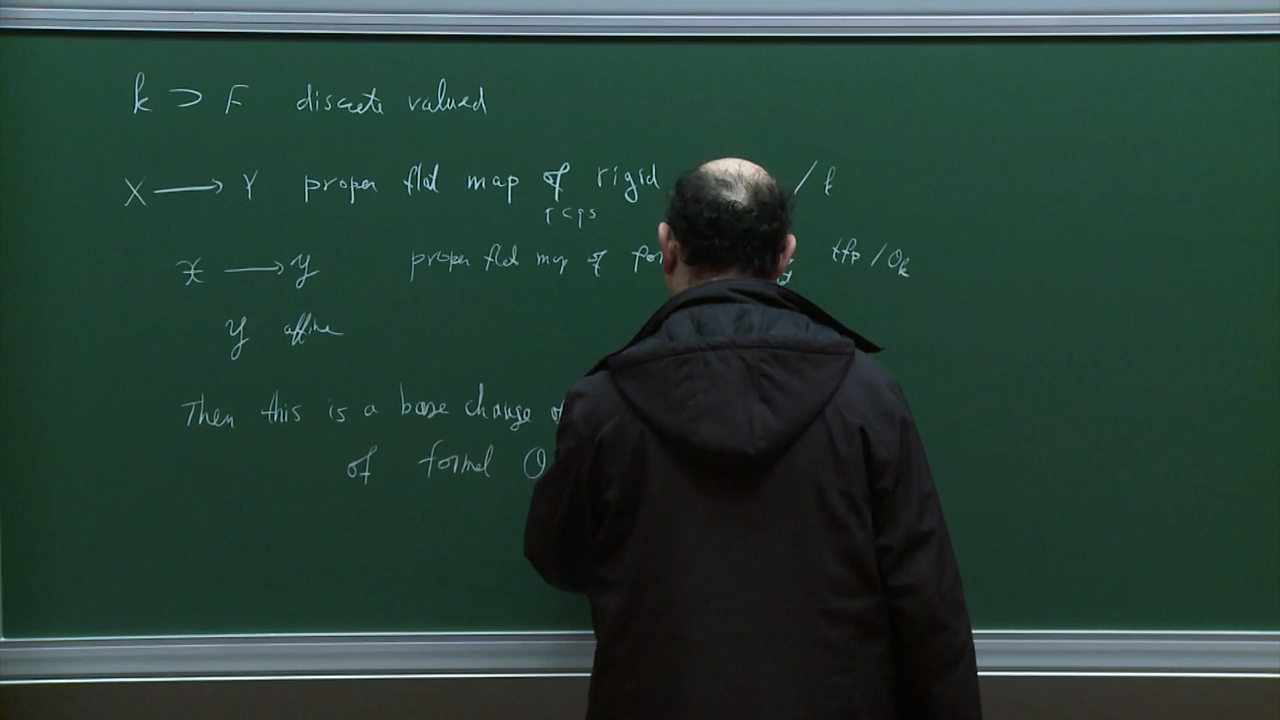 k ⊃ F discrete valued
X ⟶ Y proper flat map of rigid / k
rcqs
𝔛 ⟶ 𝒴 proper flat map of for tfp / O_k
𝒴 affine
Then this is a base change of
of formal O